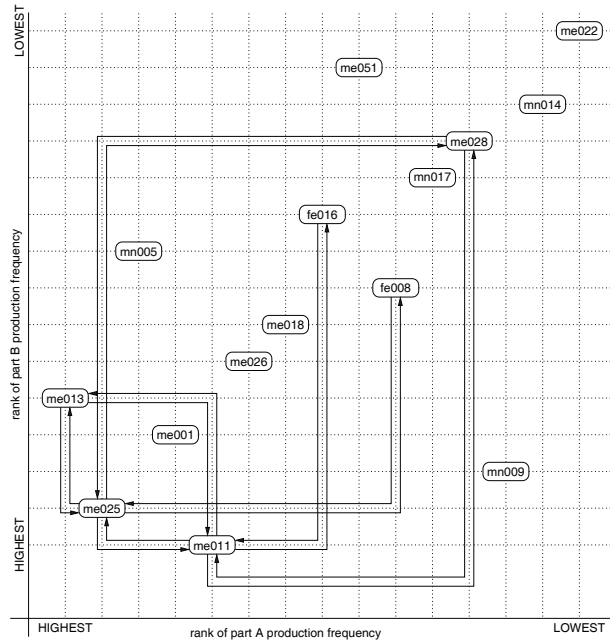 LOWEST
me022
me051
mn014
me028
mn017
fe016
mn005
fe008
me018
me026
me013
me001
mn009
me025
me011
rank of part B production frequency
HIGHEST
HIGHEST
LOWEST
rank of part A production frequency